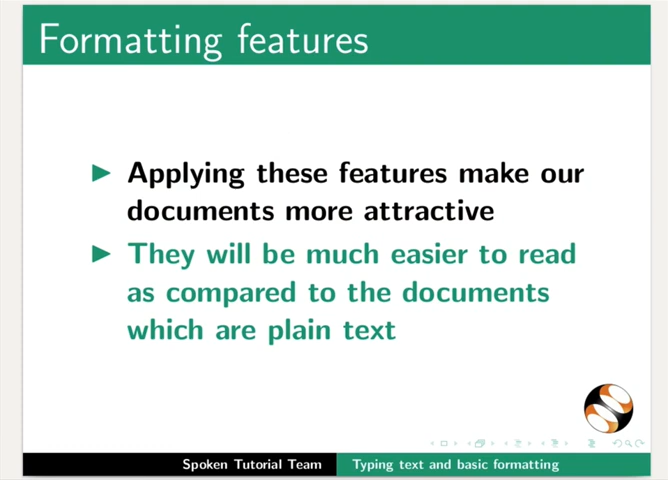 Formatting features
Applying these features make our
documents more attractive
They will be much easier to read
as compared to the documents
which are plain text
Spoken Tutorial Team
Typing text and basic formatting